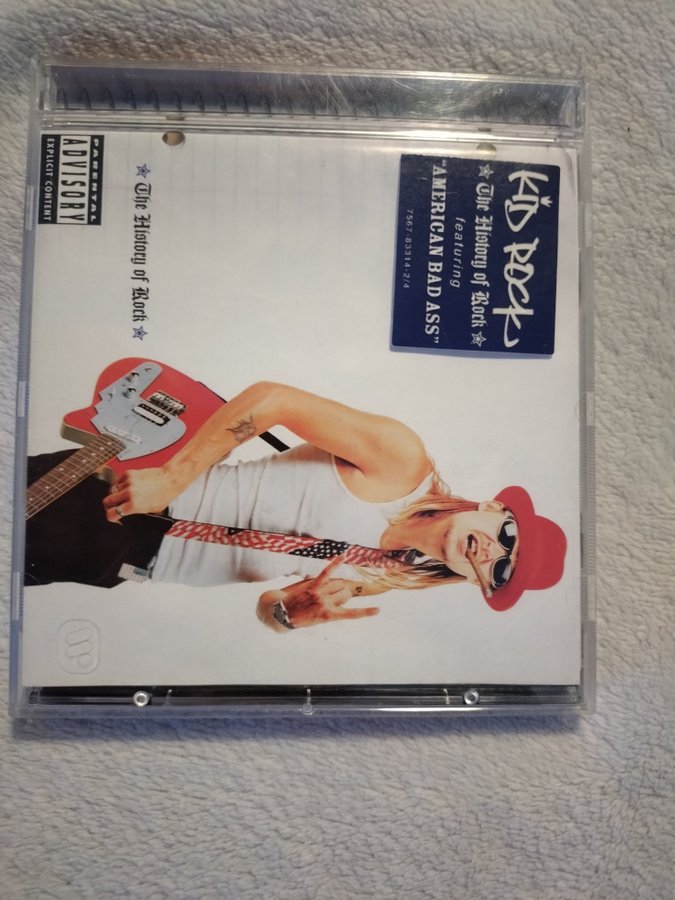 KID ROCK
The History of Rock
featuring
"AMERICAN BAD ASS"
7567-83314-2/4
The History of Rock
PARENTAL
ADVISORY
EXPLICIT CONTENT